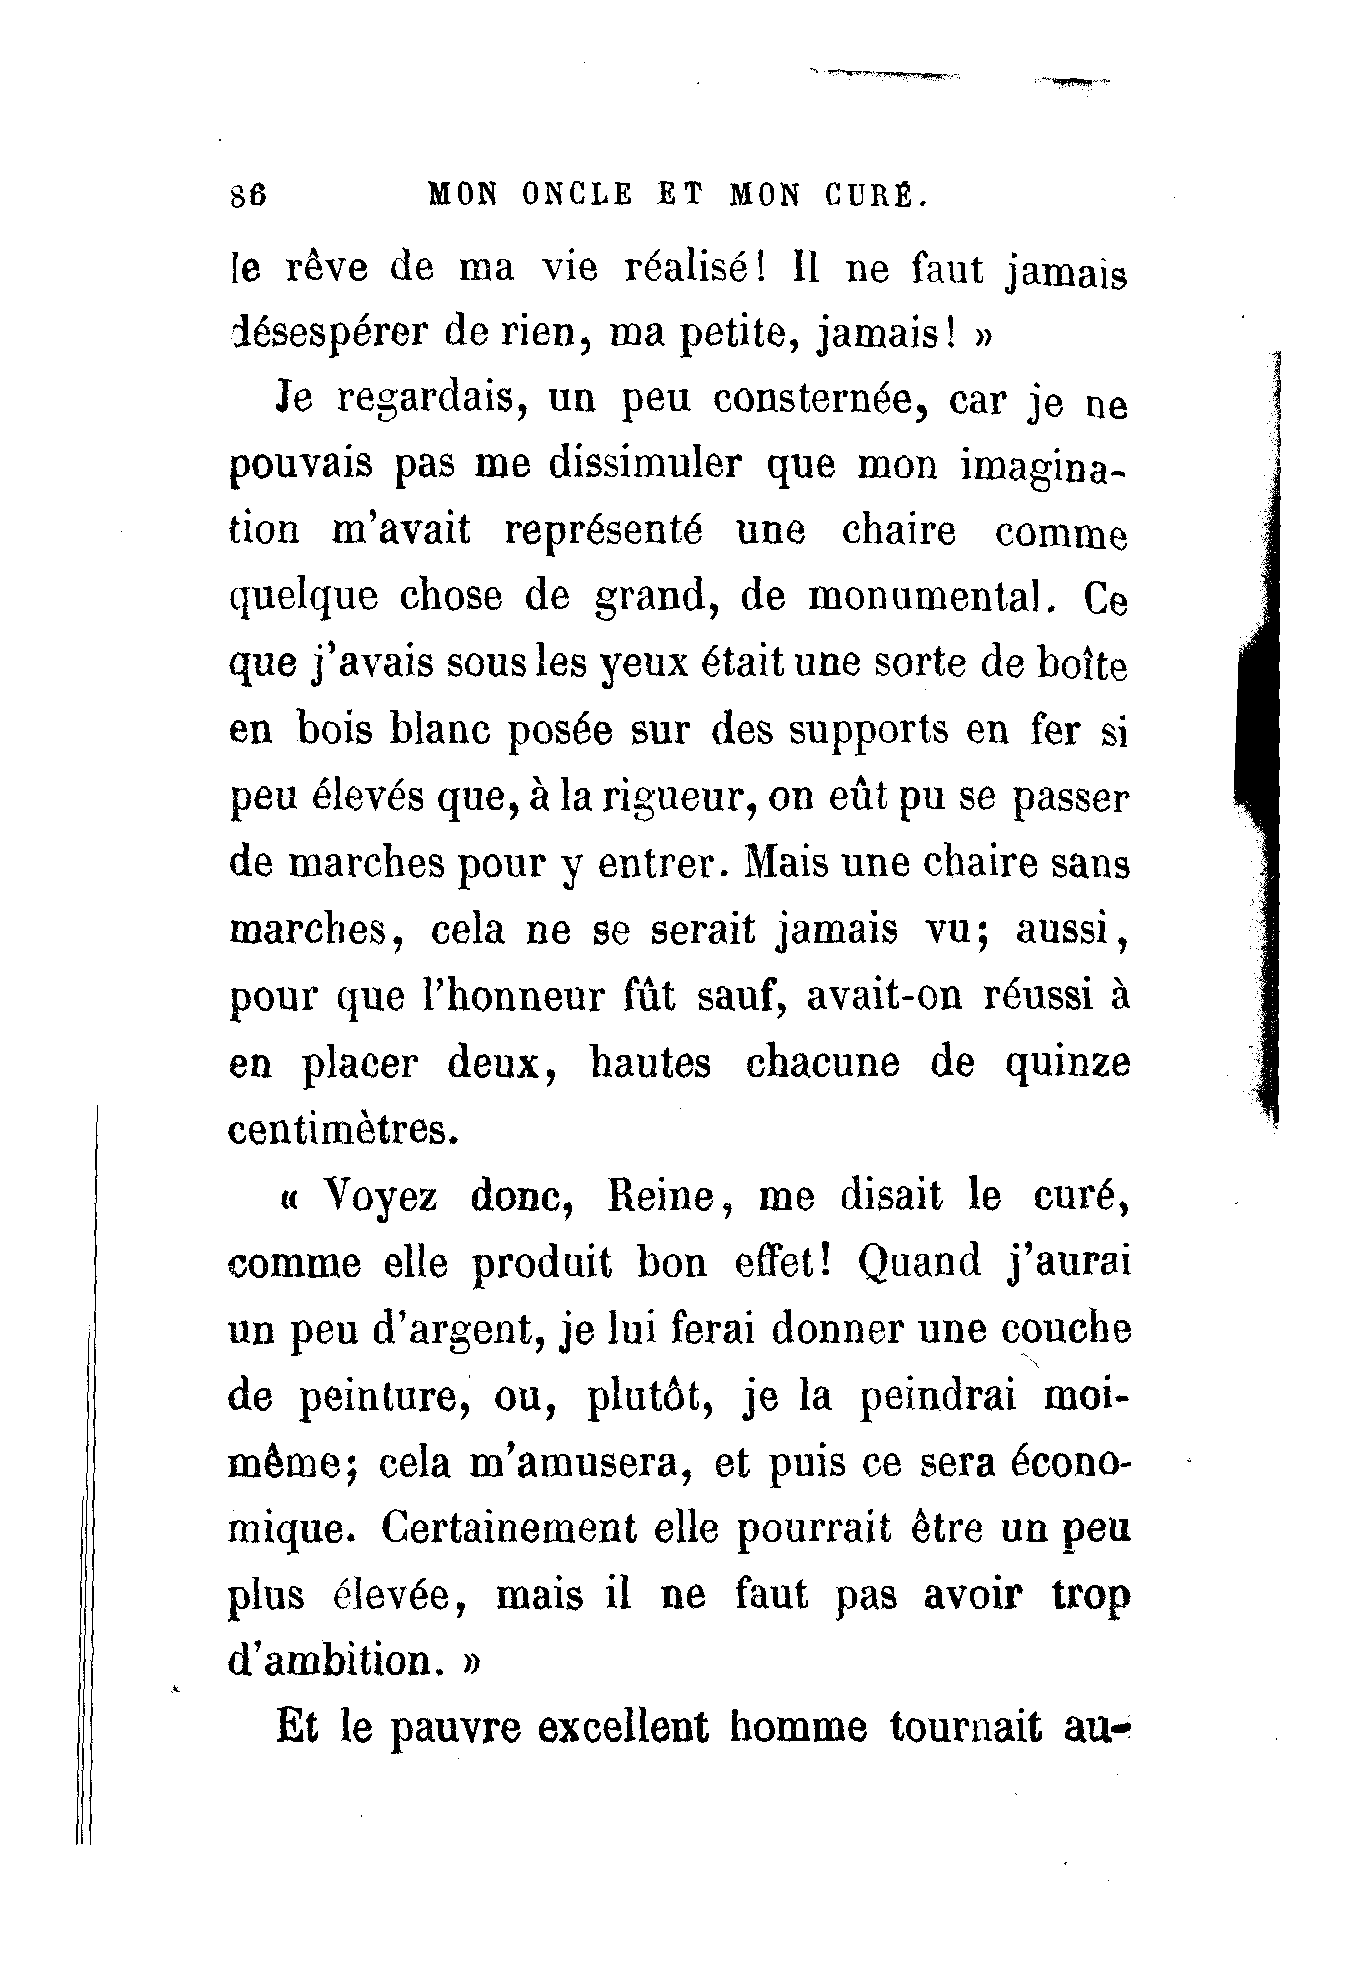 86 MON ONCLE ET MON CURÉ.
le rêve de ma vie réalisé! Il ne faut jamais
désespérer de rien, ma petite, jamais! »
Je regardais, un peu consternée, car je ne
pouvais pas me dissimuler que mon imagina-
tion m'avait représenté une chaire comme
quelque chose de grand, de monumental. Ce
que j'avais sous les yeux était une sorte de boîte
en bois blanc posée sur des supports en fer si
peu élevés que, à la rigueur, on eût pu se passer
de marches pour y entrer. Mais une chaire sans
marches, cela ne se serait jamais vu; aussi,
pour que l'honneur fût sauf, avait-on réussi à
en placer deux, hautes chacune de quinze
centimètres.
« Voyez donc, Reine, me disait le curé,
comme elle produit bon effet! Quand j'aurai
un peu d'argent, je lui ferai donner une couche
de peinture, ou, plutôt, je la peindrai moi-
même; cela m'amusera, et puis ce sera écono-
mique. Certainement elle pourrait être un peu
plus élevée, mais il ne faut pas avoir trop
d'ambition. »
Et le pauvre excellent homme tournait au-